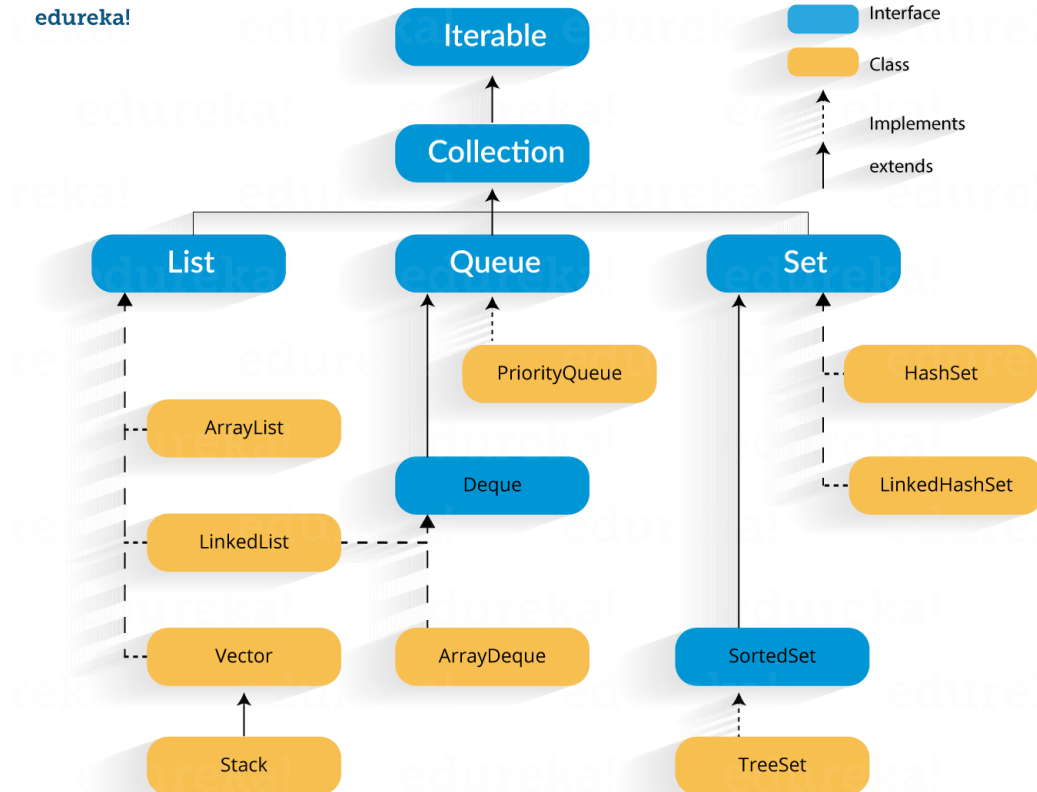 edureka!
Interface
Class
Implements
extends
Iterable
Collection
List
Queue
Set
PriorityQueue
HashSet
ArrayList
Deque
LinkedHashSet
LinkedList
Vector
ArrayDeque
SortedSet
Stack
TreeSet